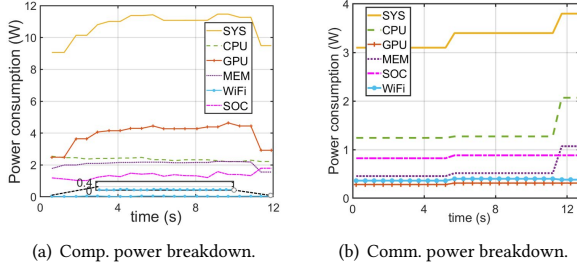 12
10
8
6
4
2
0
Power consumption (W)
SYS
CPU
GPU
MEM
WiFi
SOC
0.4
0
0 4 8 12
time (s)
(a) Comp. power breakdown.
4
3
2
1
0
Power consumption (W)
SYS
CPU
GPU
MEM
SOC
WiFi
0 4 8 12
time (s)
(b) Comm. power breakdown.